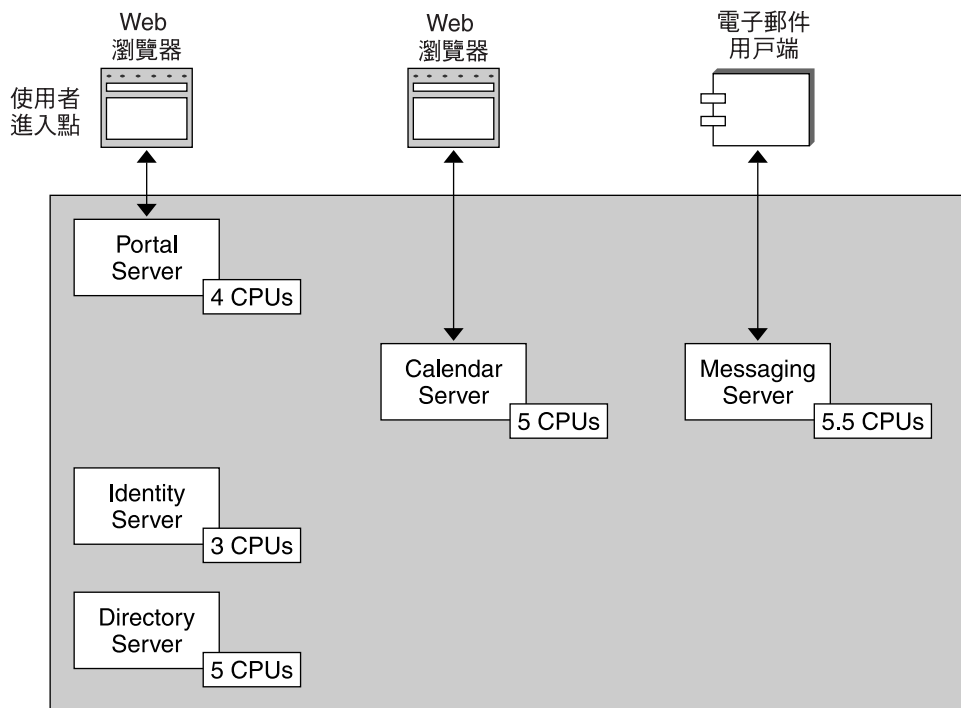 Web
瀏覽器
Web
瀏覽器
電子郵件
用戶端
使用者
進入點
Portal
Server
4 CPUs
Calendar
Server
5 CPUs
Messaging
Server
5.5 CPUs
Identity
Server
3 CPUs
Directory
Server
5 CPUs